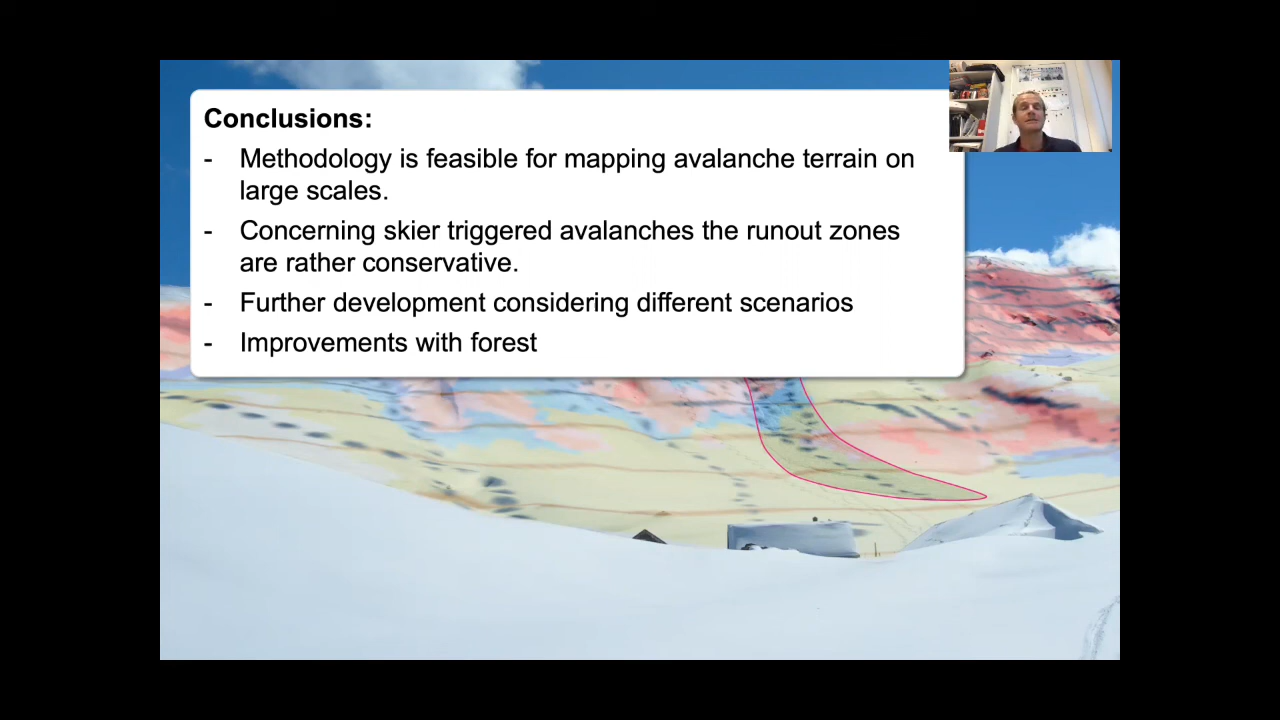 Conclusions:
- Methodology is feasible for mapping avalanche terrain on
large scales.
- Concerning skier triggered avalanches the runout zones
are rather conservative.
- Further development considering different scenarios
- Improvements with forest